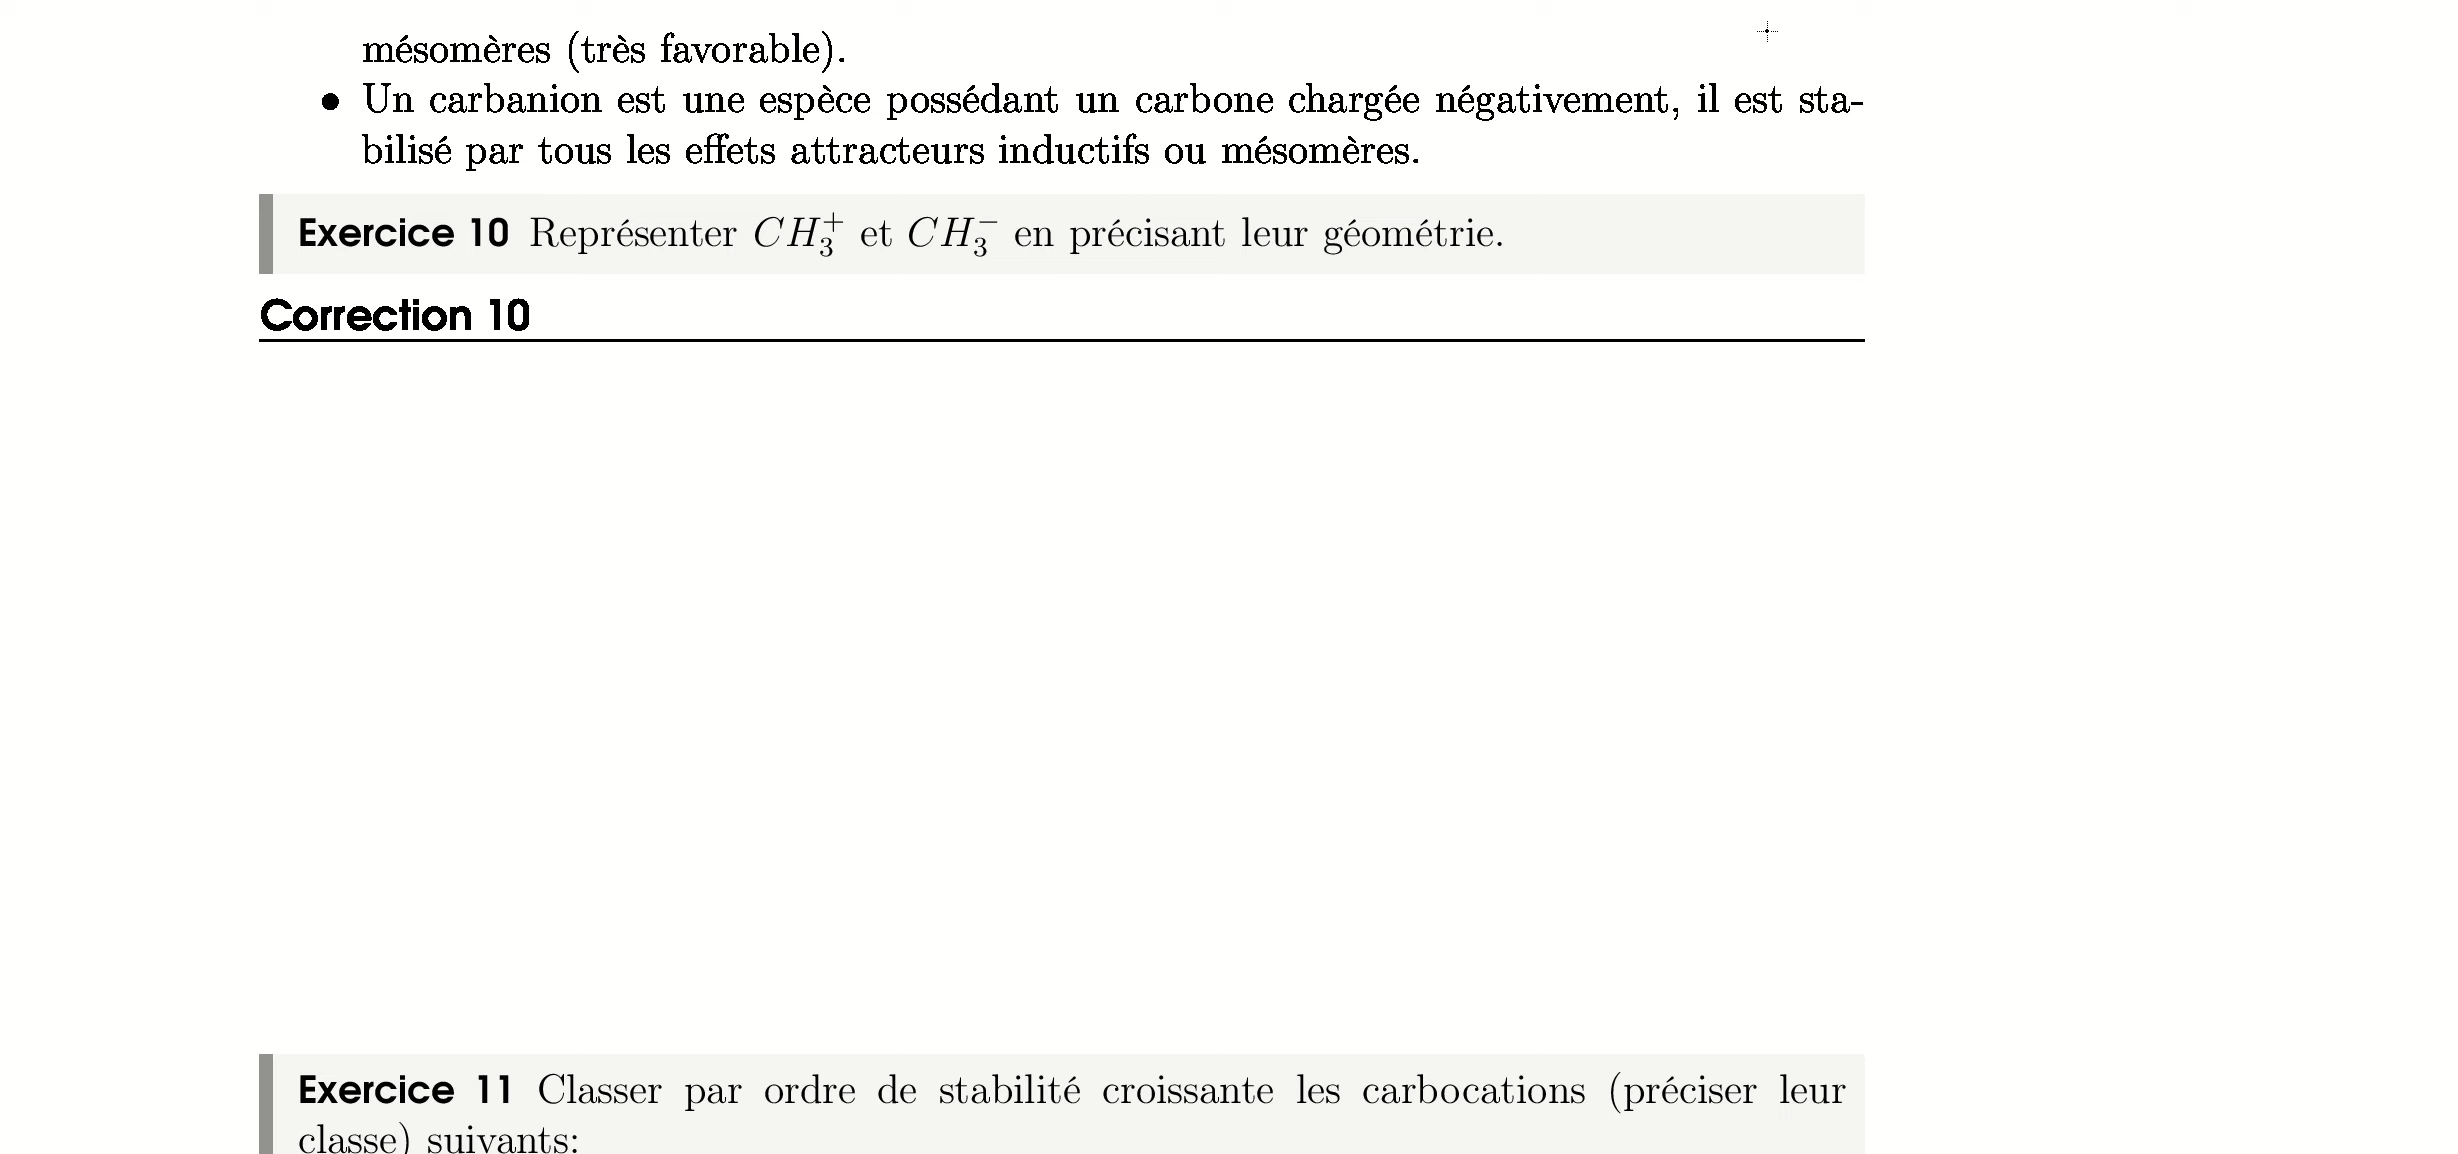 mésomères (très favorable).
• Un carbanion est une espèce possédant un carbone chargée négativement, il est sta-
bilisé par tous les effets attracteurs inductifs ou mésomères.
Exercice 10 Représenter $CH_3^+$ et $CH_3^-$ en précisant leur géométrie.
Correction 10
Exercice 11 Classer par ordre de stabilité croissante les carbocations (préciser leur
classe) suivants: